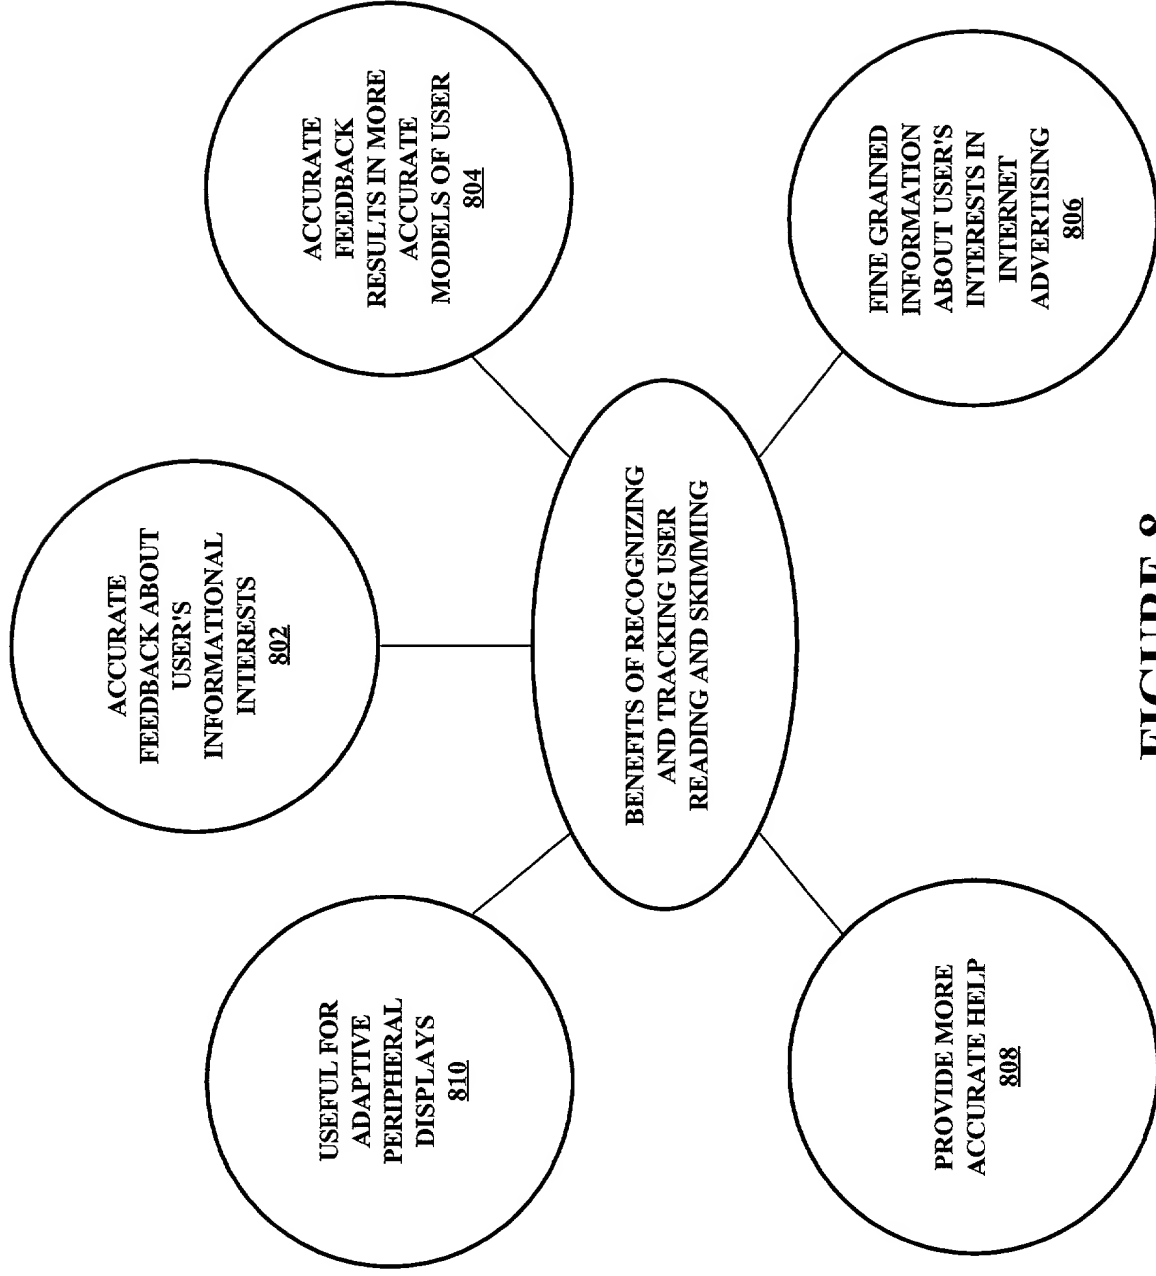 ACCURATE
FEEDBACK ABOUT
USER'S
INFORMATIONAL
INTERESTS
802
ACCURATE
FEEDBACK
RESULTS IN MORE
ACCURATE
MODELS OF USER
804
FINE GRAINED
INFORMATION
ABOUT USER'S
INTERESTS IN
INTERNET
ADVERTISING
806
PROVIDE MORE
ACCURATE HELP
808
USEFUL FOR
ADAPTIVE
PERIPHERAL
DISPLAYS
810
BENEFITS OF RECOGNIZING
AND TRACKING USER
READING AND SKIMMING
FIGURE 8